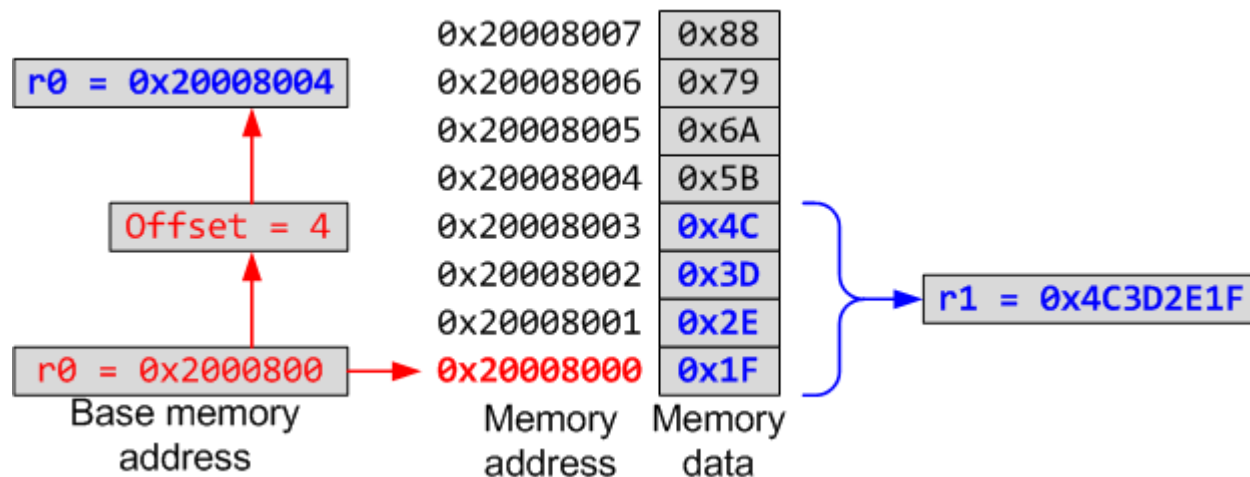 0x20008007 0x88
r0 = 0x20008004
0x20008006 0x79
0x20008005 0x6A
0x20008004 0x5B
Offset = 4
0x20008003 0x4C
0x20008002 0x3D
r1 = 0x4C3D2E1F
0x20008001 0x2E
r0 = 0x2000800
0x20008000 0x1F
Base memory
address
Memory
address
Memory
data